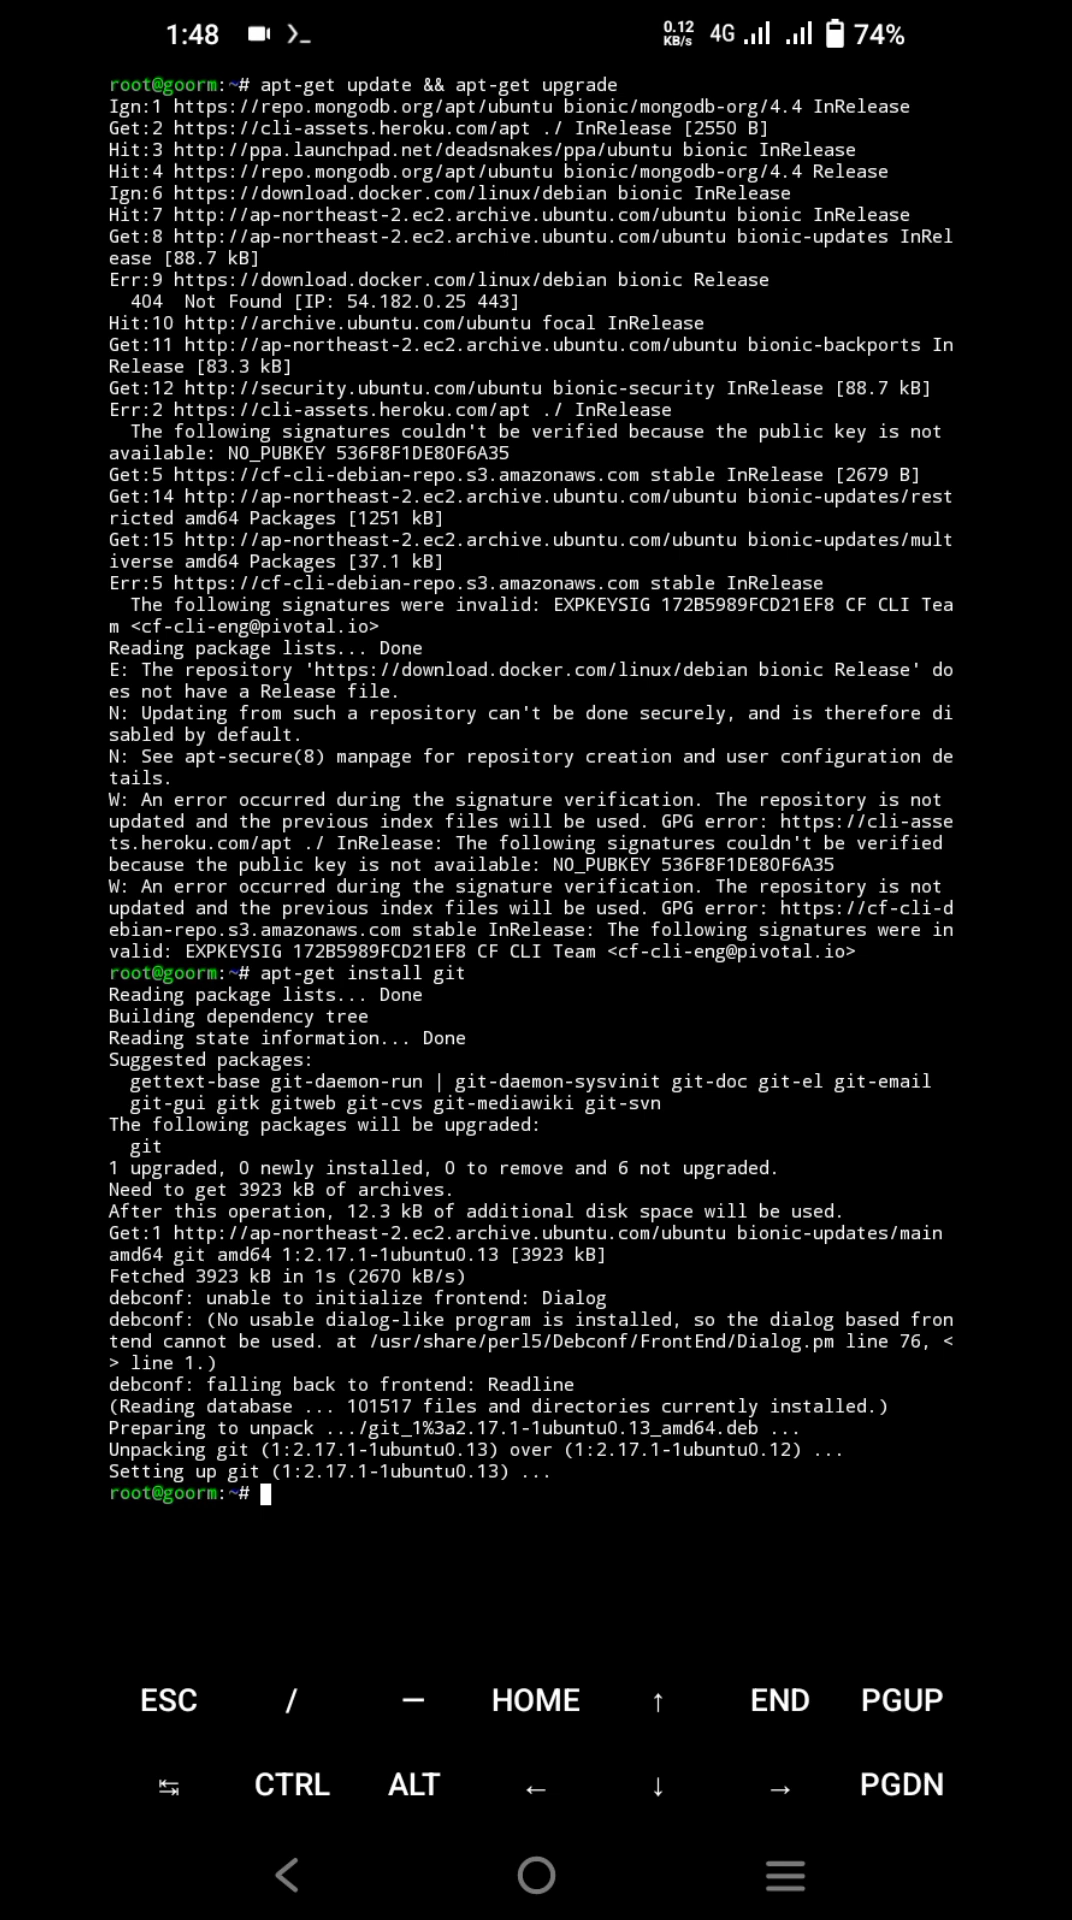 1:48
0.12 KB/s 4G 74%
root@goorm:~# apt-get update && apt-get upgrade
Ign:1 https://repo.mongodb.org/apt/ubuntu bionic/mongodb-org/4.4 InRelease
Get:2 https://cli-assets.heroku.com/apt ./ InRelease [2550 B]
Hit:3 http://ppa.launchpad.net/deadsnakes/ppa/ubuntu bionic InRelease
Hit:4 https://repo.mongodb.org/apt/ubuntu bionic/mongodb-org/4.4 Release
Ign:6 https://download.docker.com/linux/debian bionic InRelease
Hit:7 http://ap-northeast-2.ec2.archive.ubuntu.com/ubuntu bionic InRelease
Get:8 http://ap-northeast-2.ec2.archive.ubuntu.com/ubuntu bionic-updates InRel
ease [88.7 kB]
Err:9 https://download.docker.com/linux/debian bionic Release
  404  Not Found [IP: 54.182.0.25 443]
Hit:10 http://archive.ubuntu.com/ubuntu focal InRelease
Get:11 http://ap-northeast-2.ec2.archive.ubuntu.com/ubuntu bionic-backports In
Release [83.3 kB]
Get:12 http://security.ubuntu.com/ubuntu bionic-security InRelease [88.7 kB]
Err:2 https://cli-assets.heroku.com/apt ./ InRelease
  The following signatures couldn't be verified because the public key is not
available: NO_PUBKEY 536F8F1DE80F6A35
Get:5 https://cf-cli-debian-repo.s3.amazonaws.com stable InRelease [2679 B]
Get:14 http://ap-northeast-2.ec2.archive.ubuntu.com/ubuntu bionic-updates/rest
ricted amd64 Packages [1251 kB]
Get:15 http://ap-northeast-2.ec2.archive.ubuntu.com/ubuntu bionic-updates/mult
iverse amd64 Packages [37.1 kB]
Err:5 https://cf-cli-debian-repo.s3.amazonaws.com stable InRelease
  The following signatures were invalid: EXPKEYSIG 172B5989FCD21EF8 CF CLI Tea
m <cf-cli-eng@pivotal.io>
Reading package lists... Done
E: The repository 'https://download.docker.com/linux/debian bionic Release' do
es not have a Release file.
N: Updating from such a repository can't be done securely, and is therefore di
sabled by default.
N: See apt-secure(8) manpage for repository creation and user configuration de
tails.
W: An error occurred during the signature verification. The repository is not
updated and the previous index files will be used. GPG error: https://cli-asse
ts.heroku.com/apt ./ InRelease: The following signatures couldn't be verified
because the public key is not available: NO_PUBKEY 536F8F1DE80F6A35
W: An error occurred during the signature verification. The repository is not
updated and the previous index files will be used. GPG error: https://cf-cli-d
ebian-repo.s3.amazonaws.com stable InRelease: The following signatures were in
valid: EXPKEYSIG 172B5989FCD21EF8 CF CLI Team <cf-cli-eng@pivotal.io>
root@goorm:~# apt-get install git
Reading package lists... Done
Building dependency tree
Reading state information... Done
Suggested packages:
  gettext-base git-daemon-run | git-daemon-sysvinit git-doc git-el git-email
  git-gui gitk gitweb git-cvs git-mediawiki git-svn
The following packages will be upgraded:
  git
1 upgraded, 0 newly installed, 0 to remove and 6 not upgraded.
Need to get 3923 kB of archives.
After this operation, 12.3 kB of additional disk space will be used.
Get:1 http://ap-northeast-2.ec2.archive.ubuntu.com/ubuntu bionic-updates/main
amd64 git amd64 1:2.17.1-1ubuntu0.13 [3923 kB]
Fetched 3923 kB in 1s (2670 kB/s)
debconf: unable to initialize frontend: Dialog
debconf: (No usable dialog-like program is installed, so the dialog based fron
tend cannot be used. at /usr/share/perl5/Debconf/FrontEnd/Dialog.pm line 76, <
> line 1.)
debconf: falling back to frontend: Readline
(Reading database ... 101517 files and directories currently installed.)
Preparing to unpack .../git_1%3a2.17.1-1ubuntu0.13_amd64.deb ...
Unpacking git (1:2.17.1-1ubuntu0.13) over (1:2.17.1-1ubuntu0.12) ...
Setting up git (1:2.17.1-1ubuntu0.13) ...
root@goorm:~#
ESC / — HOME ↑ END PGUP
↹ CTRL ALT ← ↓ → PGDN